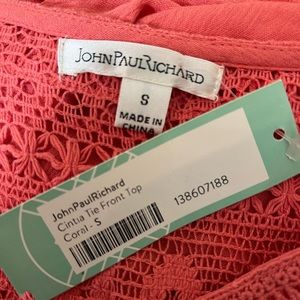 JOHNPAULRICHARD
S
MADE IN
CHINA
JohnPaulRichard
Cintia Tie Front Top
Coral - S
138607188